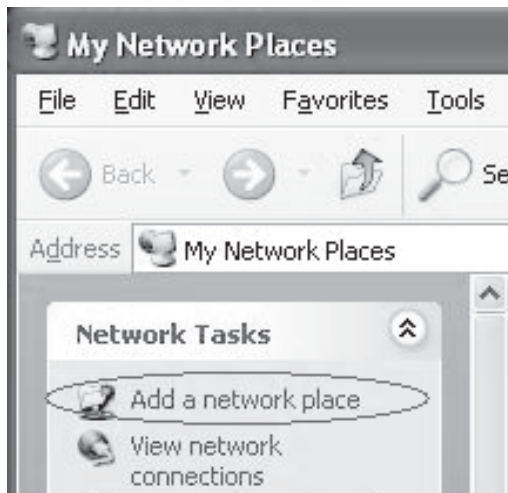 My Network Places
File Edit View Favorites Tools
Back Se
Address My Network Places
Network Tasks
Add a network place
View network
connections